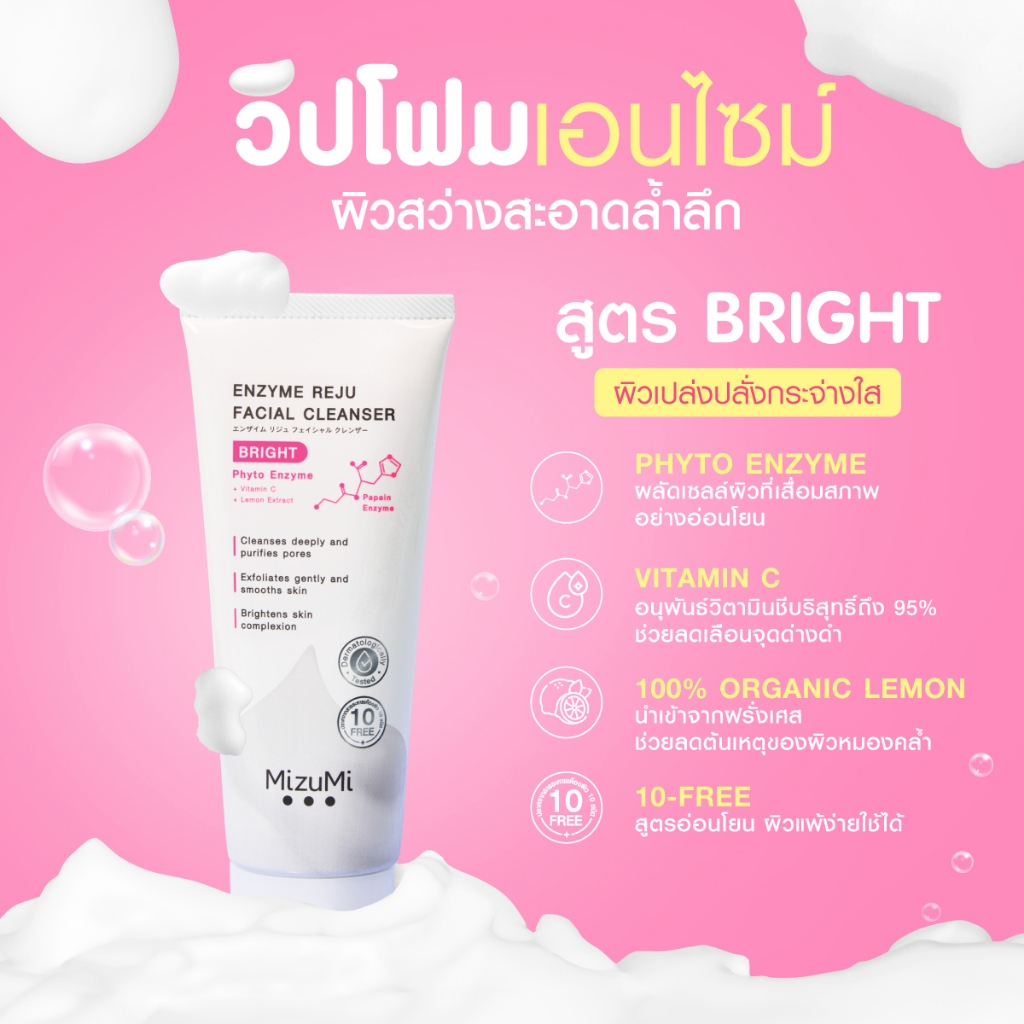 วิปโฟมเอนไซม์
ผิวสว่างสะอาดล้ำลึก
สูตร BRIGHT
ผิวเปล่งปลั่งกระจ่างใส
PHYTO ENZYME
ผลัดเซลล์ผิวที่เสื่อมสภาพ
อย่างอ่อนโยน
C
VITAMIN C
อนุพันธ์วิตามินซีบริสุทธิ์ถึง 95%
ช่วยลดเลือนจุดด่างดำ
100% ORGANIC LEMON
นำเข้าจากฝรั่งเศส
ช่วยลดต้นเหตุของผิวหมองคล้ำ
10
FREE
10-FREE
สูตรอ่อนโยน ผิวแพ้ง่ายใช้ได้
ENZYME REJU
FACIAL CLEANSER
エンザイム リジュ フェイシャル クレンザー
BRIGHT
Phyto Enzyme
+ Vitamin C
+ Lemon Extract
Papain
Enzyme
Cleanses deeply and
purifies pores
Exfoliates gently and
smooths skin
Brightens skin
complexion
Dermatologically
Tested
10
FREE
MizuMi